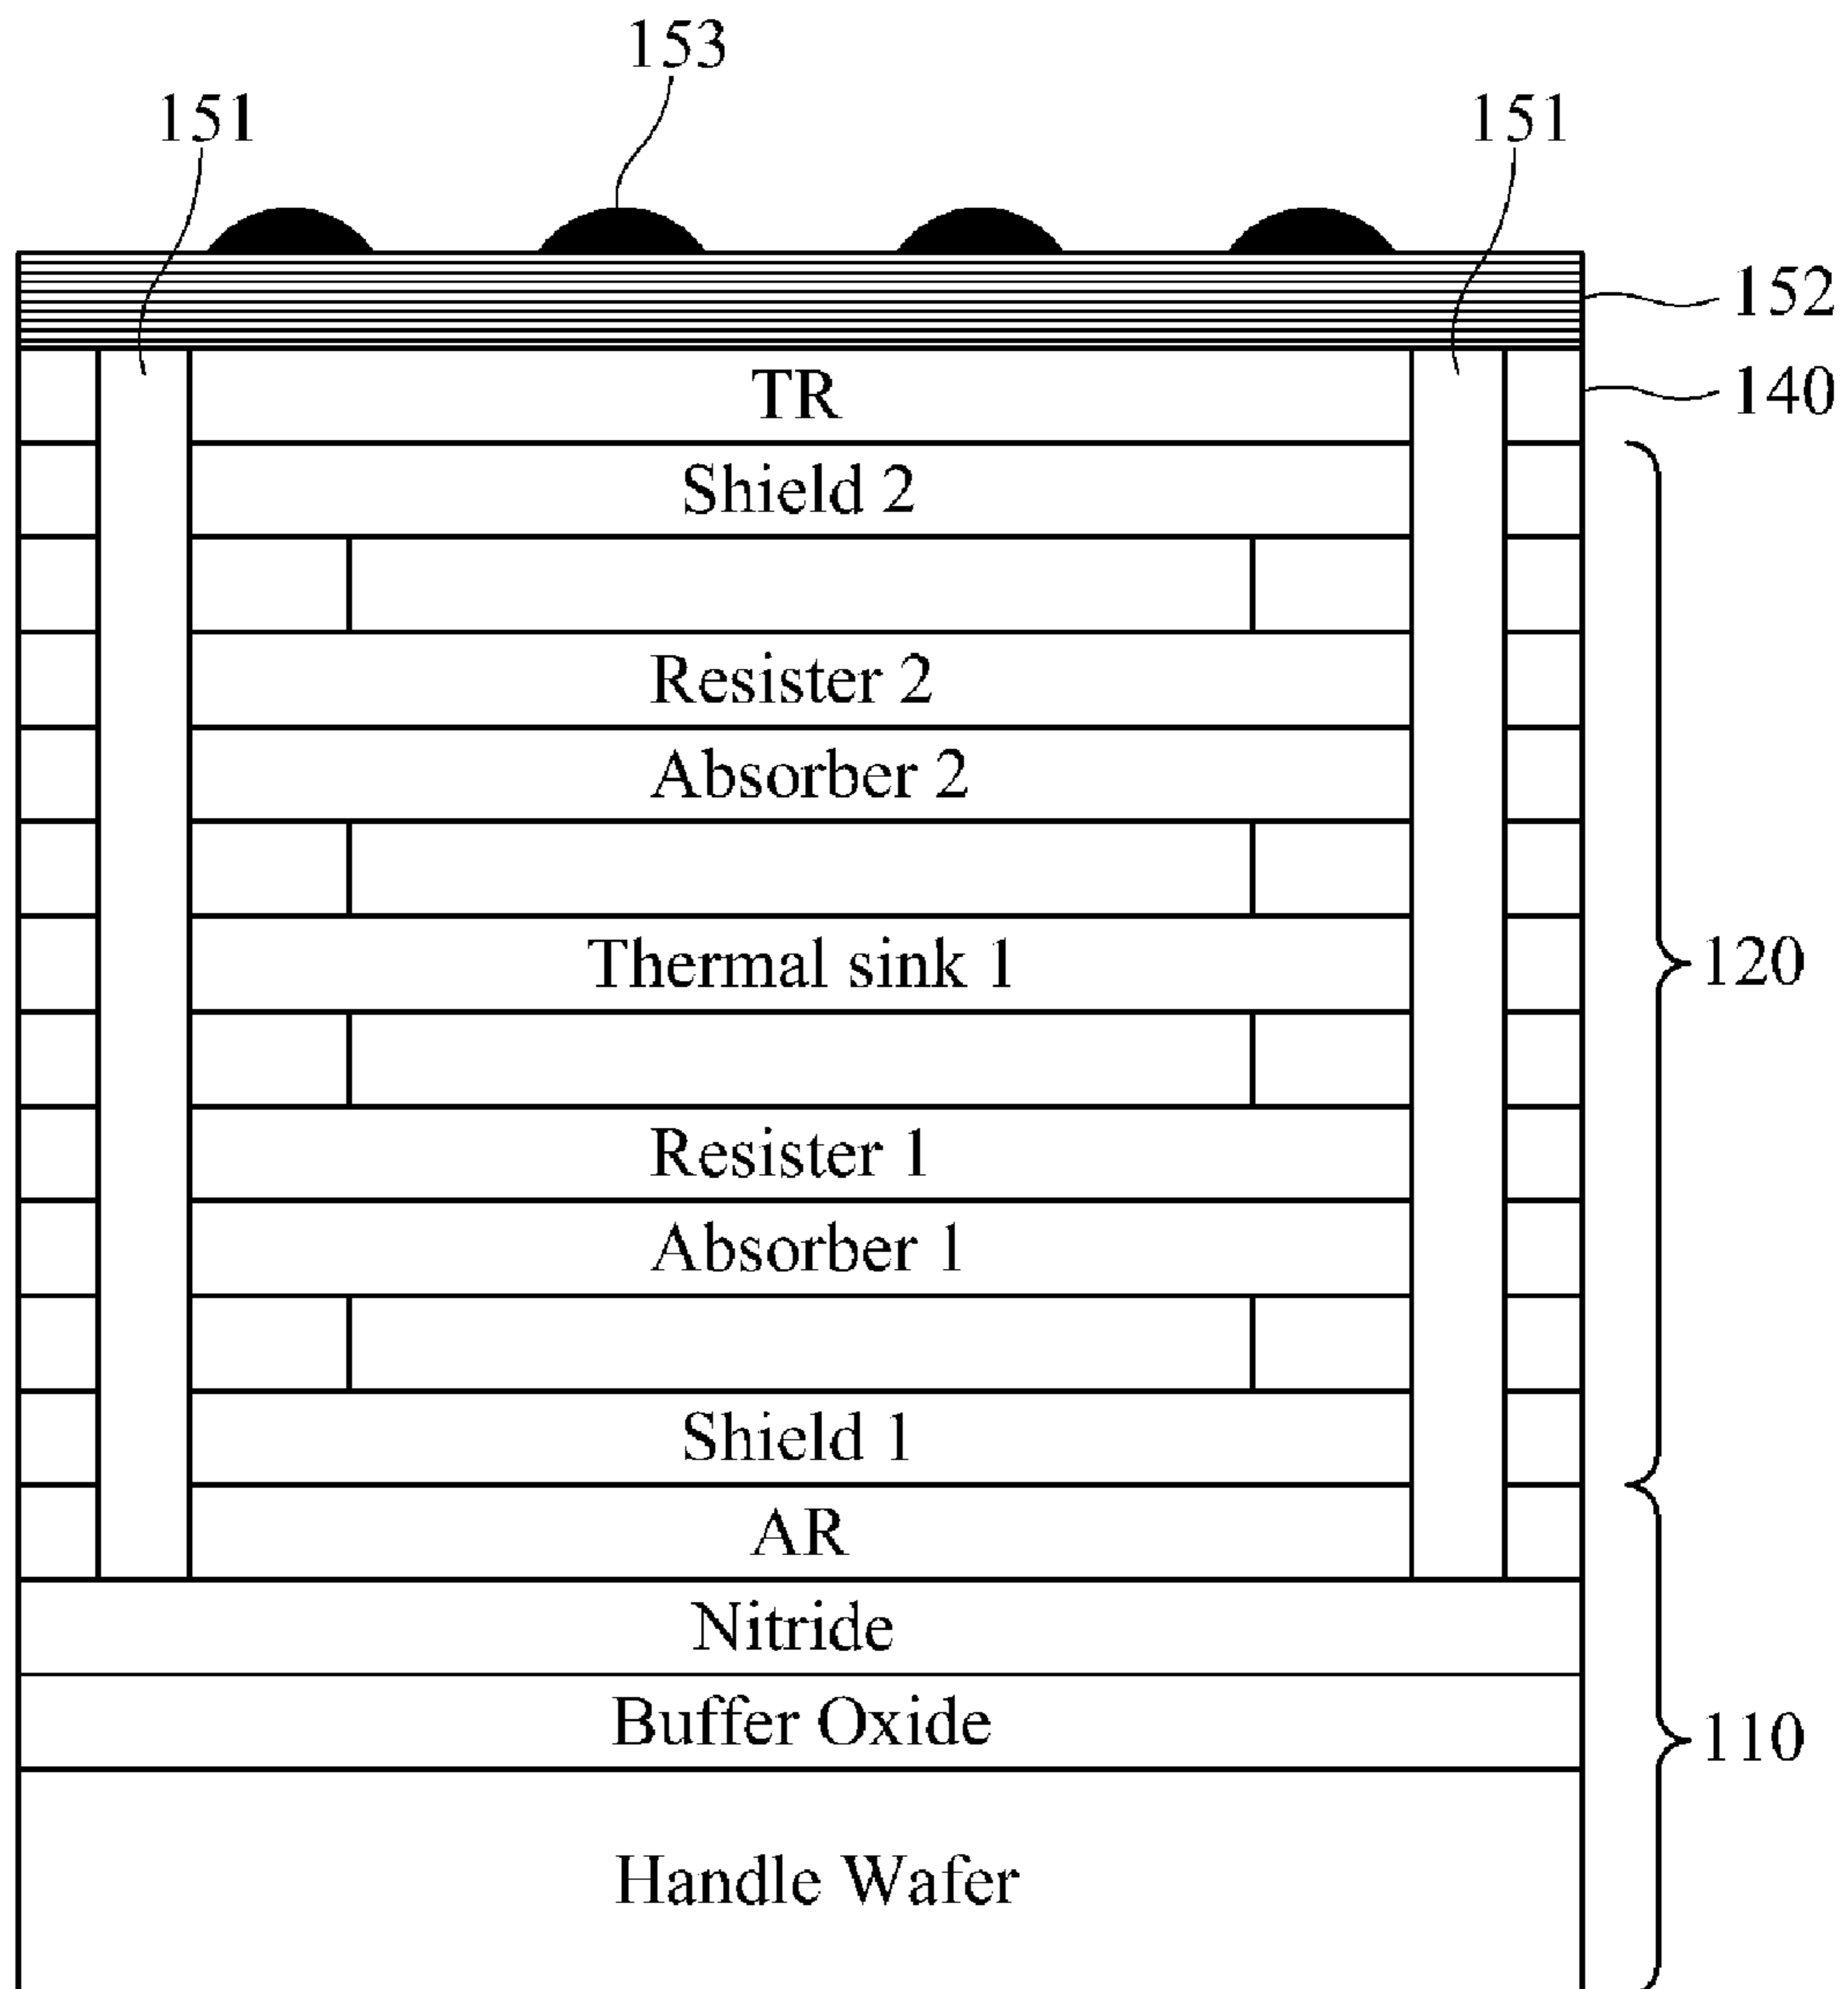 153
151
151
152
TR
140
Shield 2
Resister 2
Absorber 2
Thermal sink 1
120
Resister 1
Absorber 1
Shield 1
AR
Nitride
Buffer Oxide
110
Handle Wafer